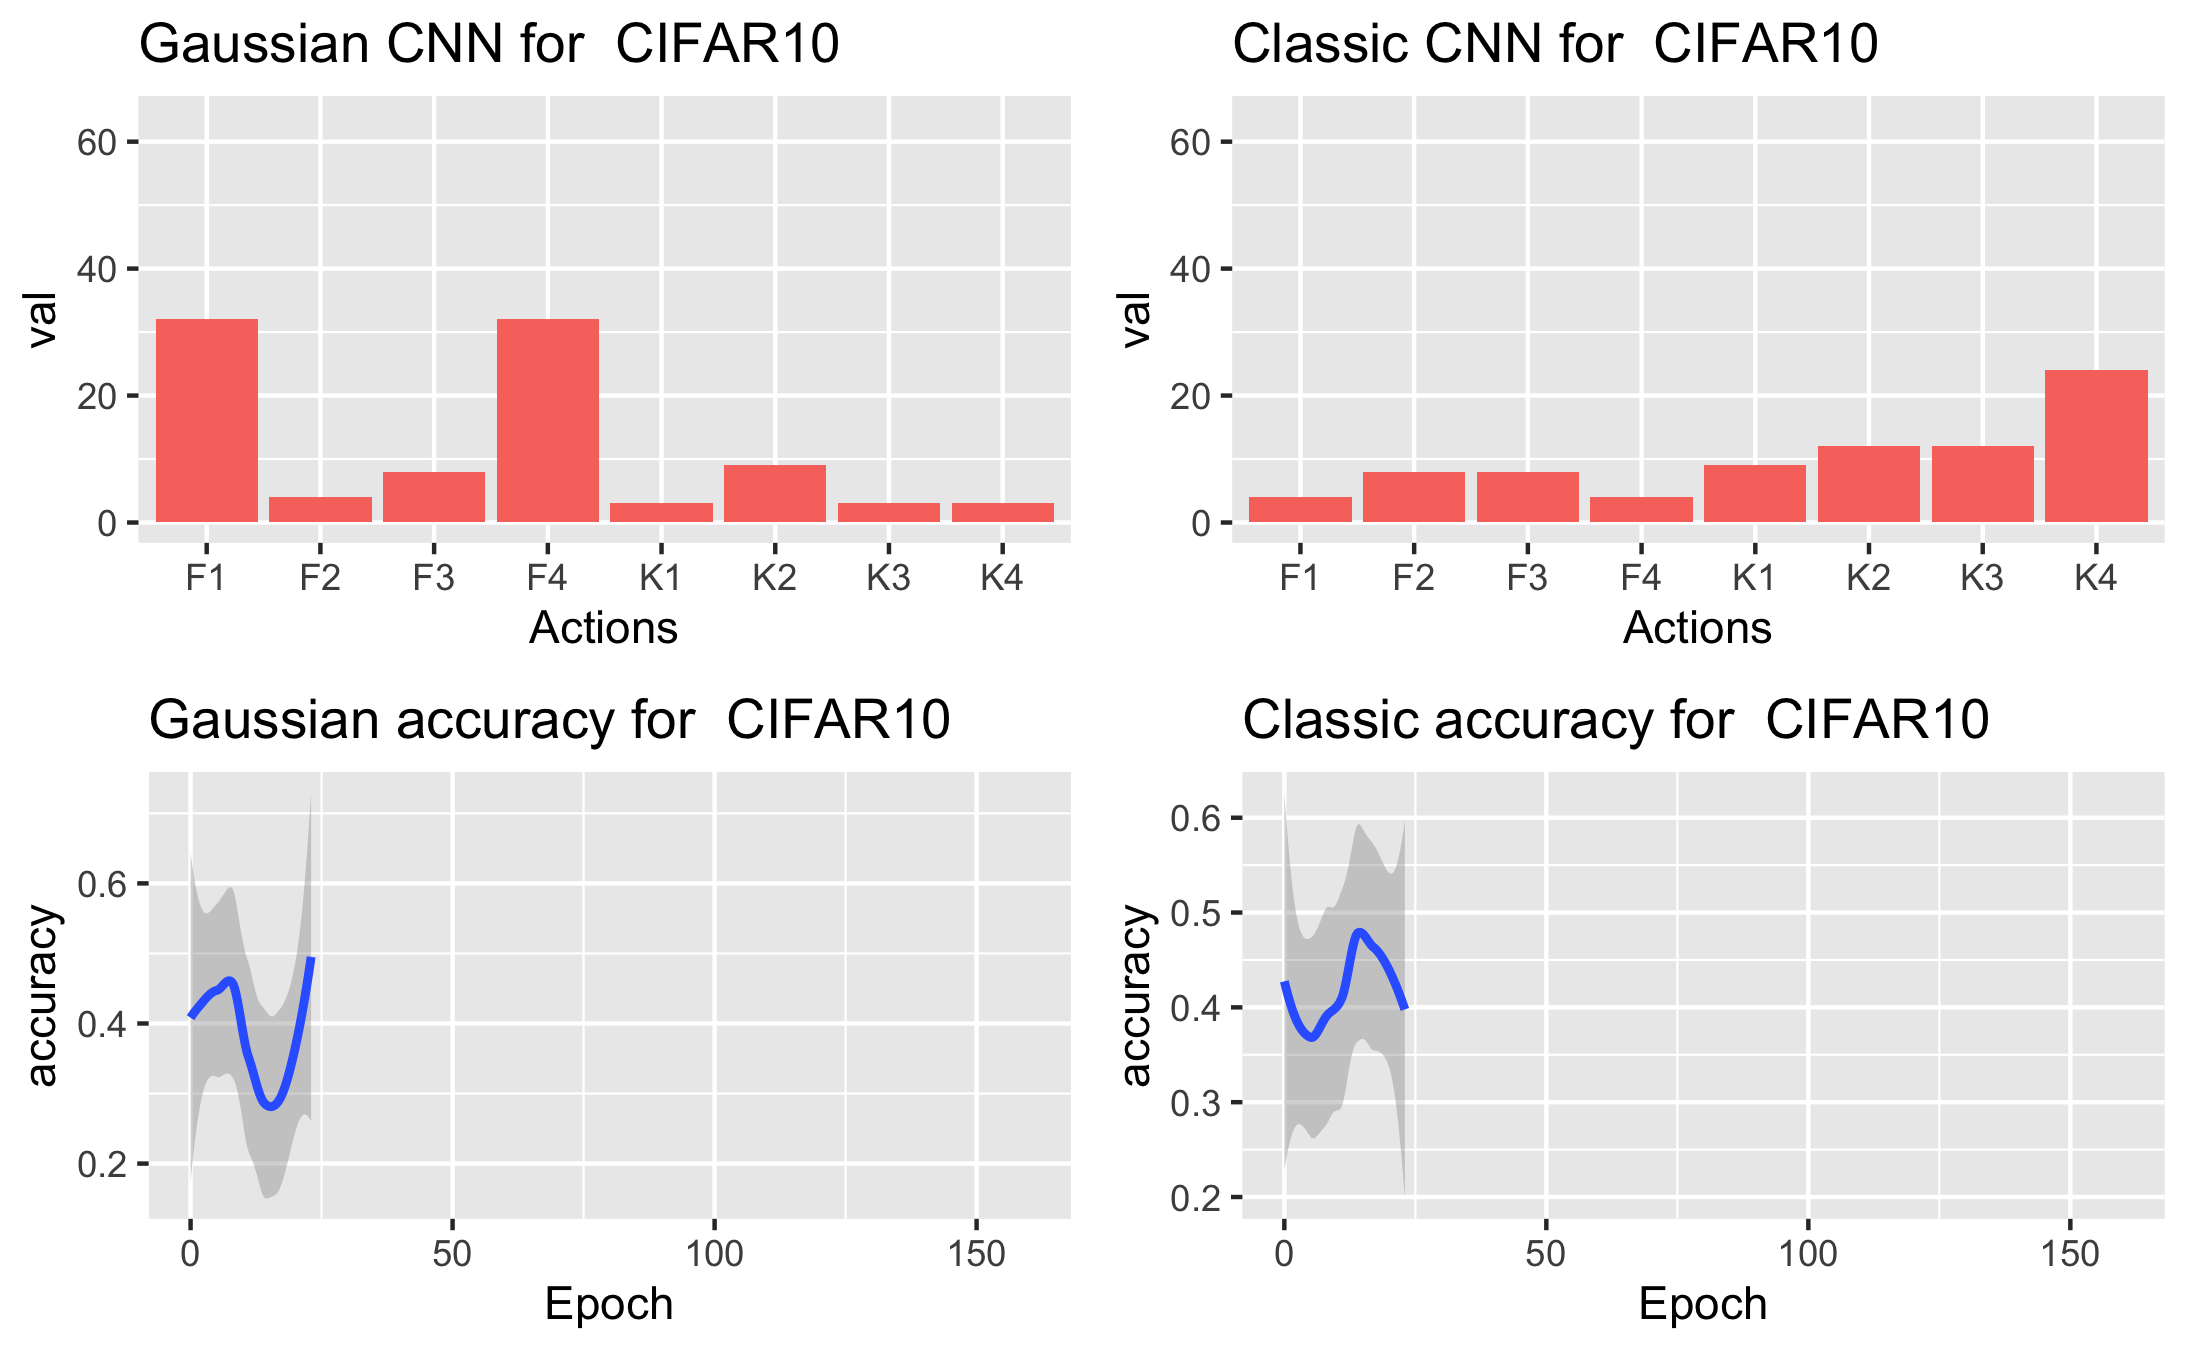 Gaussian CNN for  CIFAR10
60
40
20
0
val
F1 F2 F3 F4 K1 K2 K3 K4
Actions
Classic CNN for  CIFAR10
60
40
20
0
val
F1 F2 F3 F4 K1 K2 K3 K4
Actions
Gaussian accuracy for  CIFAR10
0.6
0.4
0.2
accuracy
0 50 100 150
Epoch
Classic accuracy for  CIFAR10
0.6
0.5
0.4
0.3
0.2
accuracy
0 50 100 150
Epoch